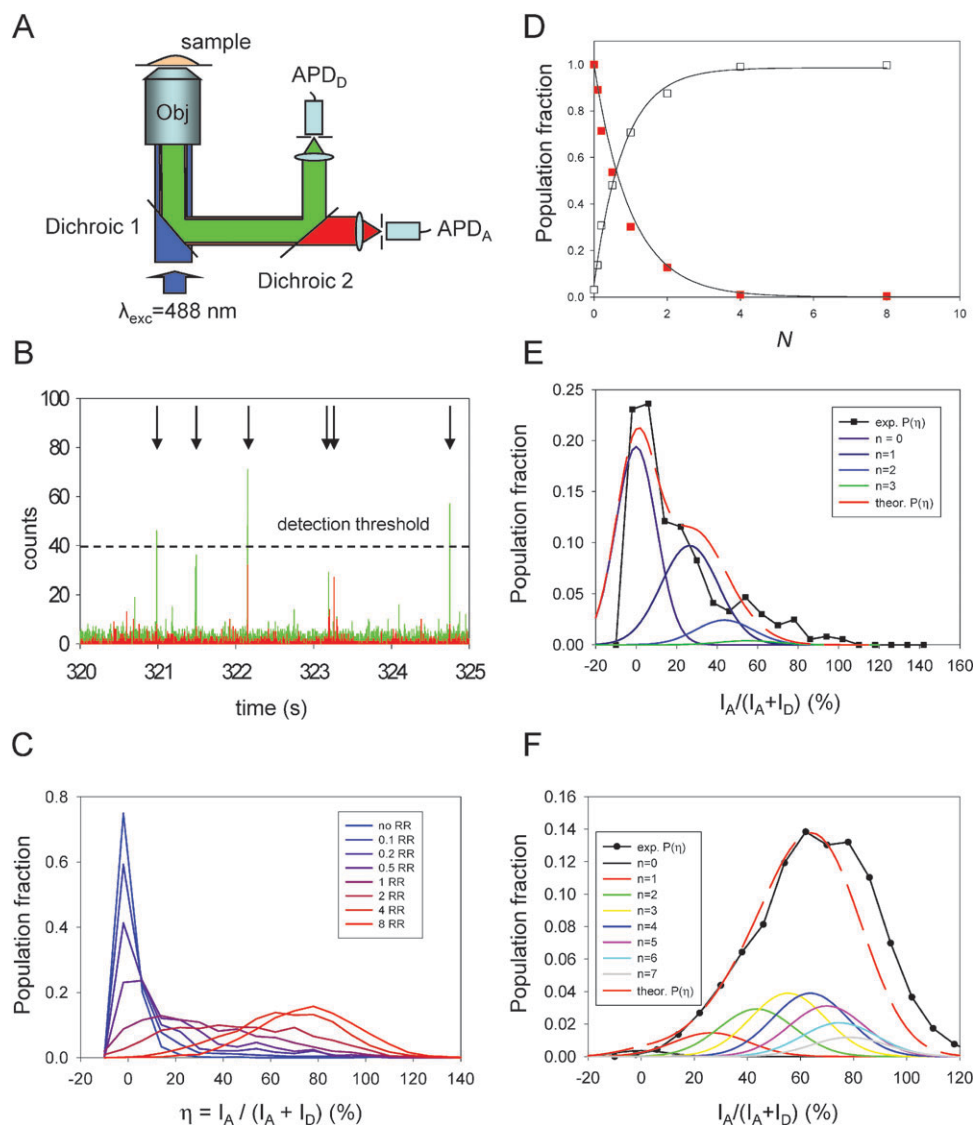 A
sample
APD_D
Obj
Dichroic 1
APD_A
Dichroic 2
λ_exc=488 nm
B
100
80
60
40
20
0
detection threshold
counts
320 321 322 323 324 325
time (s)
C
0.8
0.6
0.4
0.2
0.0
Population fraction
no RR
0.1 RR
0.2 RR
0.5 RR
1 RR
2 RR
4 RR
8 RR
0 20 40 60 80 100 120 140
η = I_A / (I_A + I_D) (%)
D
1.0
0.8
0.6
0.4
0.2
0.0
Population fraction
0 2 4 6 8 10
N
E
0.25
0.20
0.15
0.10
0.05
0.00
Population fraction
exp. P(η)
n = 0
n=1
n=2
n=3
theor. P(η)
-20 0 20 40 60 80 100 120 140 160
I_A/(I_A+I_D) (%)
F
0.16
0.14
0.12
0.10
0.08
0.06
0.04
0.02
0.00
Population fraction
exp. P(η)
n=0
n=1
n=2
n=3
n=4
n=5
n=6
n=7
theor. P(η)
-20 0 20 40 60 80 100 120
I_A/(I_A+I_D) (%)